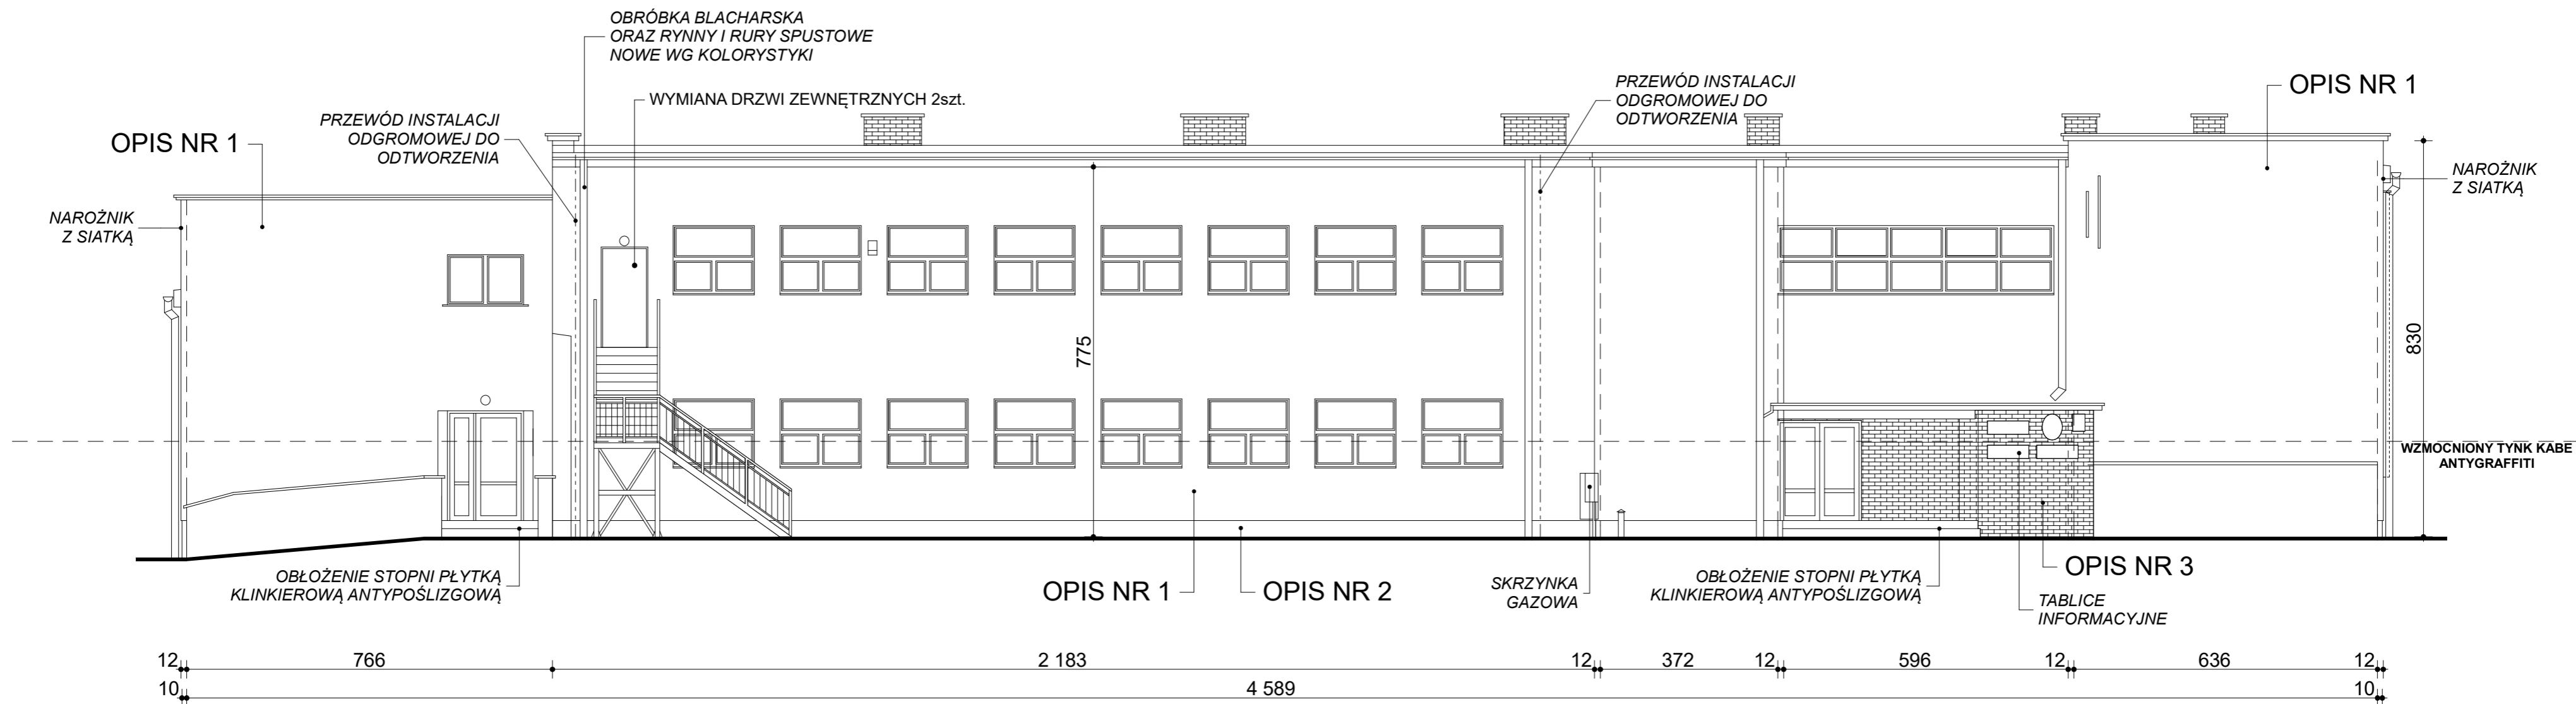 OBRÓBKA BLACHARSKA
ORAZ RYNNY I RURY SPUSTOWE
NOWE WG KOLORYSTYKI
WYMIANA DRZWI ZEWNĘTRZNYCH 2szt.
PRZEWÓD INSTALACJI
ODGROMOWEJ DO
ODTWORZENIA
OPIS NR 1
NAROŻNIK
Z SIATKĄ
PRZEWÓD INSTALACJI
ODGROMOWEJ DO
ODTWORZENIA
OPIS NR 1
NAROŻNIK
Z SIATKĄ
775
830
WZMOCNIONY TYNK KABE
ANTYGRAFFITI
OBŁOŻENIE STOPNI PŁYTKĄ
KLINKIEROWĄ ANTYPOŚLIZGOWĄ
OPIS NR 1
OPIS NR 2
SKRZYNKA
GAZOWA
OBŁOŻENIE STOPNI PŁYTKĄ
KLINKIEROWĄ ANTYPOŚLIZGOWĄ
OPIS NR 3
TABLICE
INFORMACYJNE
12 766 2 183 12 372 12 596 12 636 12
10 4 589 10